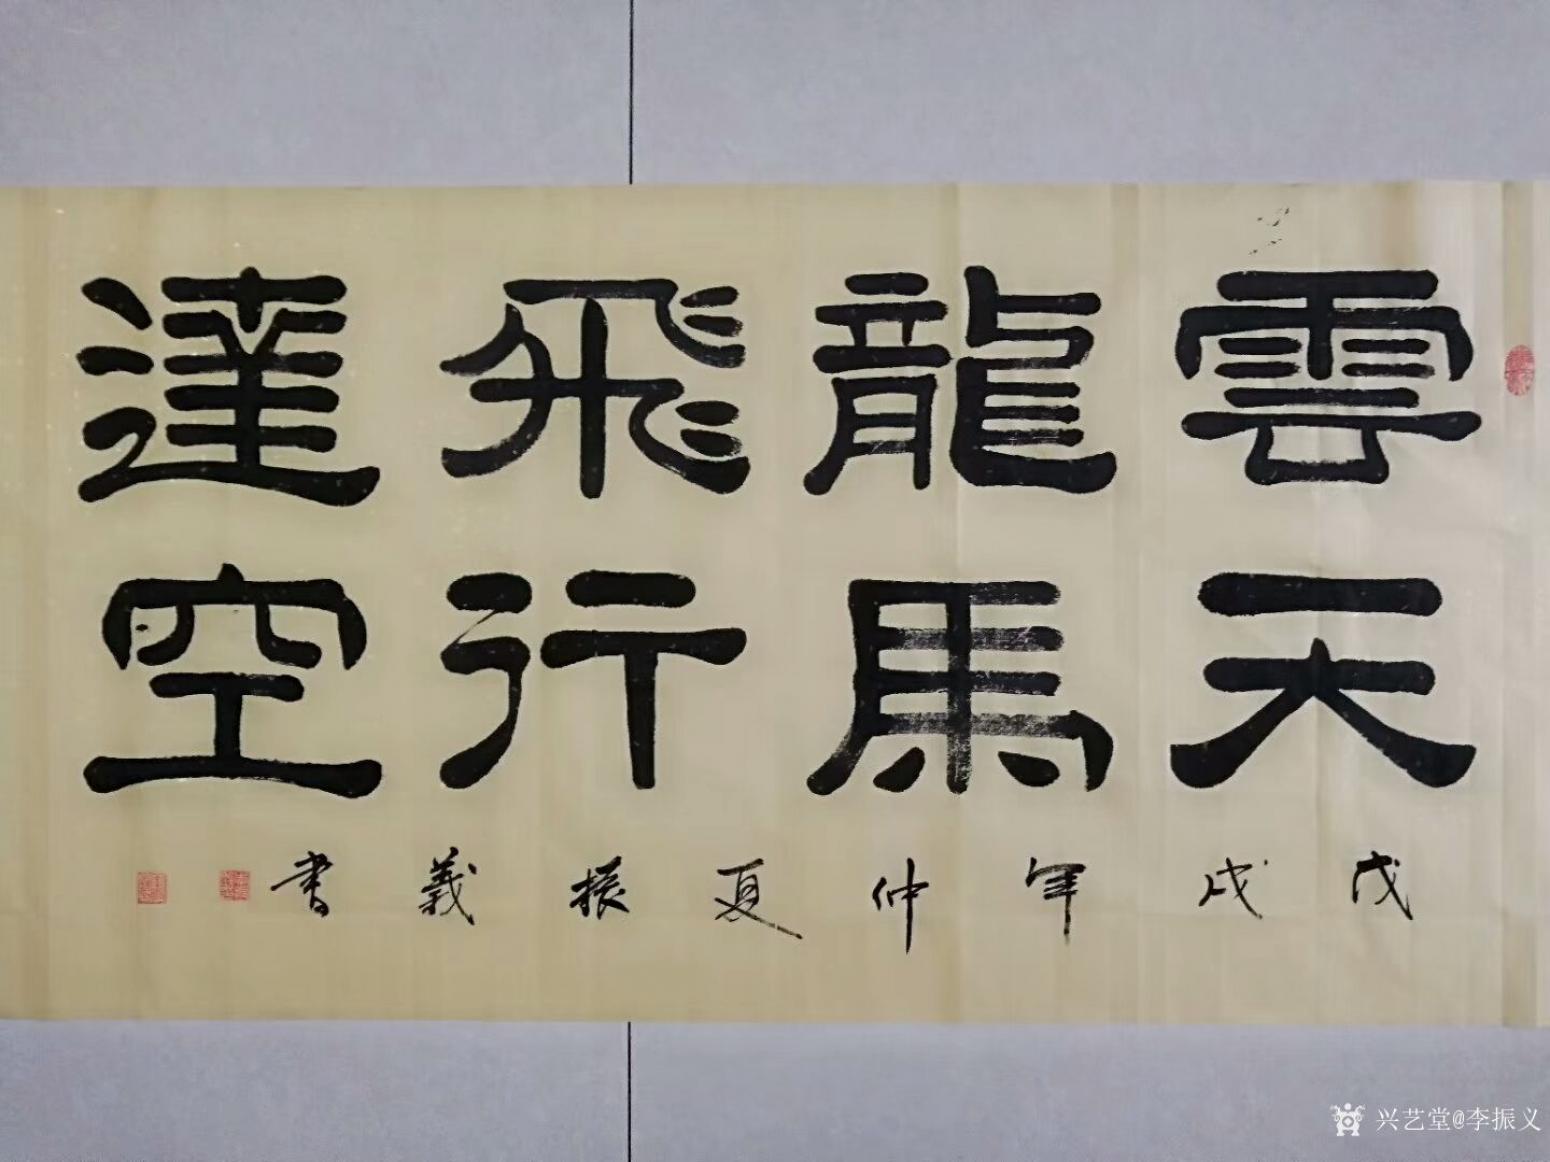 雲龍飛達
天馬行空
戊戌年仲夏振義書
兴艺堂@李振义